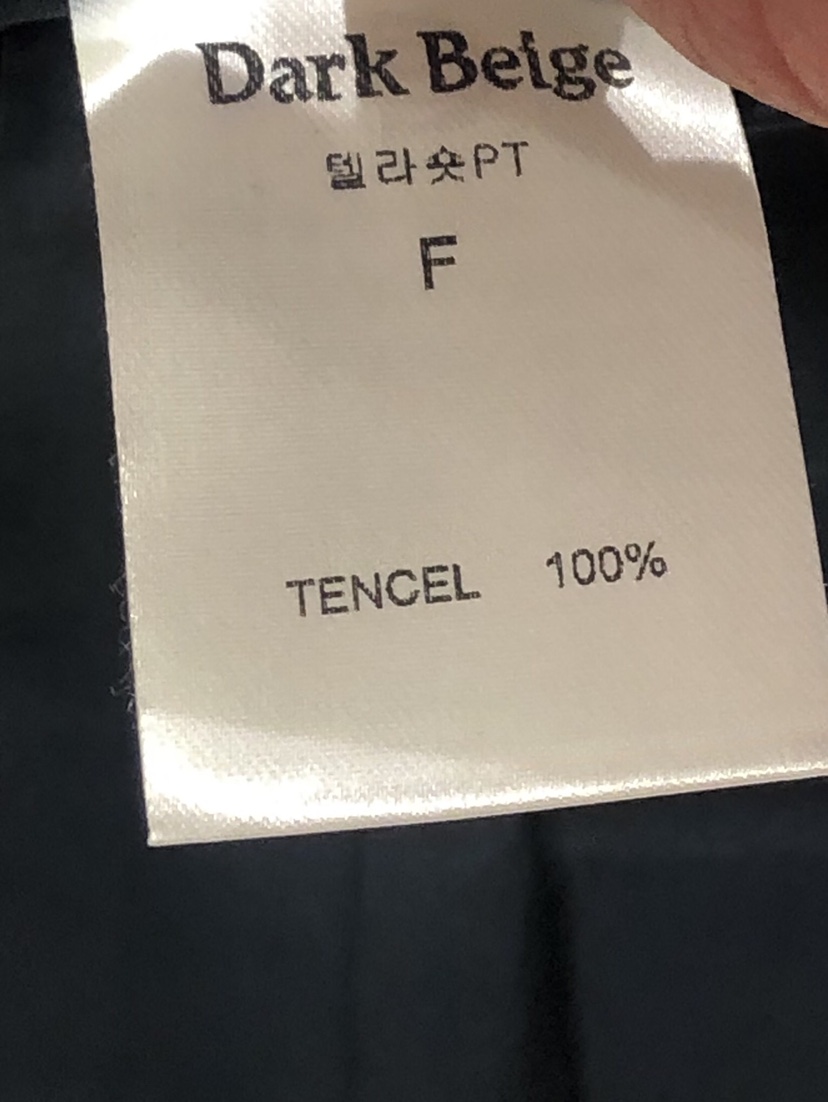 Dark Beige
텔라숏PT
F
TENCEL 100%